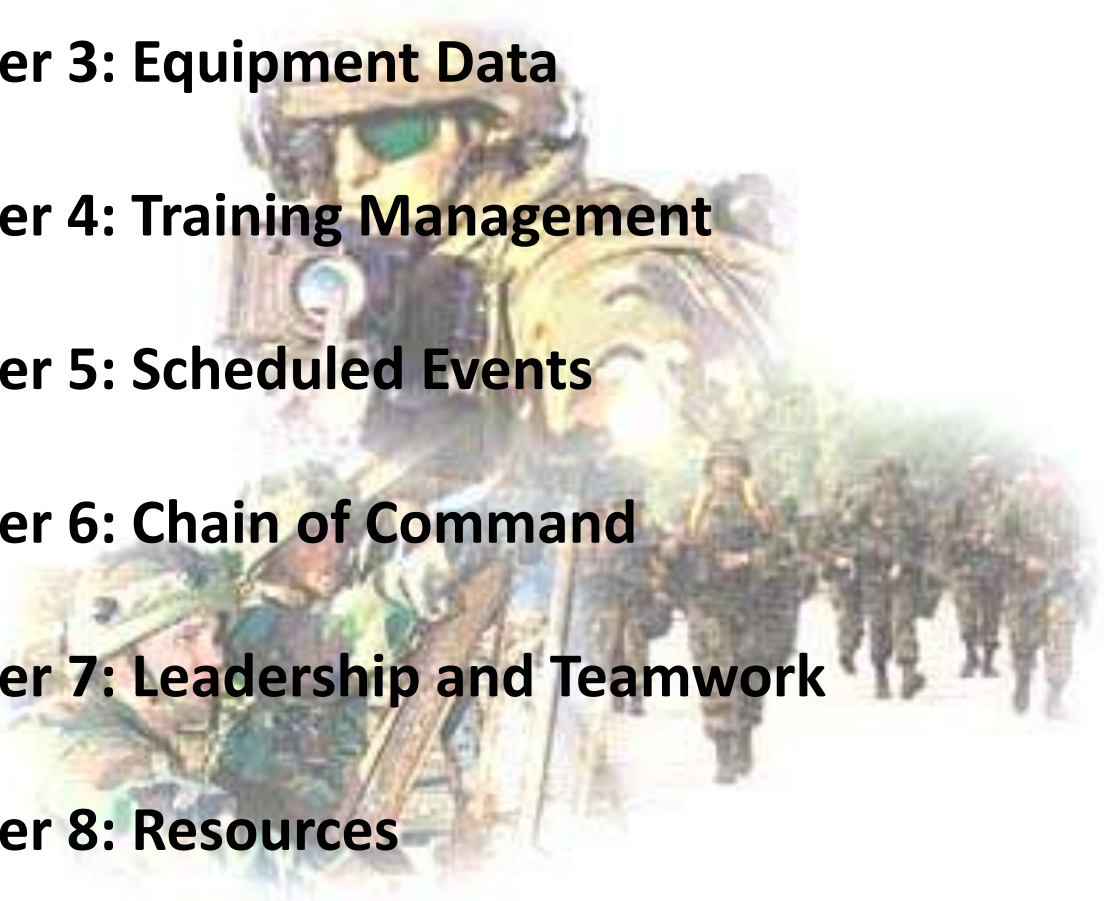 er 3: Equipment Data
er 4: Training Management
er 5: Scheduled Events
er 6: Chain of Command
er 7: Leadership and Teamwork
er 8: Resources